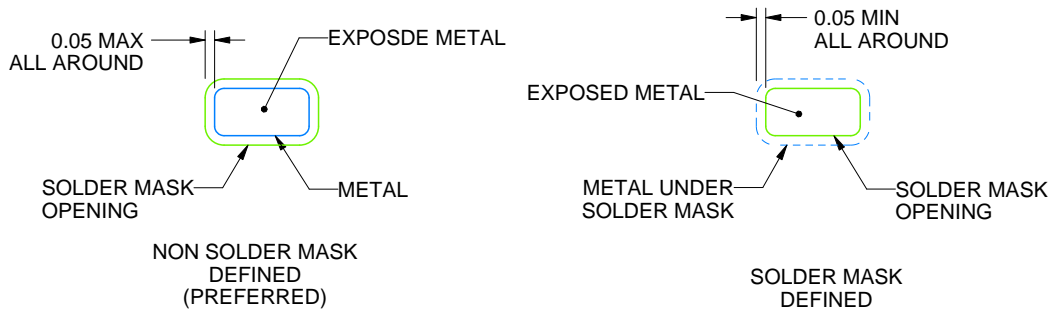 0.05 MAX
ALL AROUND
EXPOSDE METAL
SOLDER MASK
OPENING
METAL
NON SOLDER MASK
DEFINED
(PREFERRED)
0.05 MIN
ALL AROUND
EXPOSED METAL
METAL UNDER
SOLDER MASK
SOLDER MASK
OPENING
SOLDER MASK
DEFINED